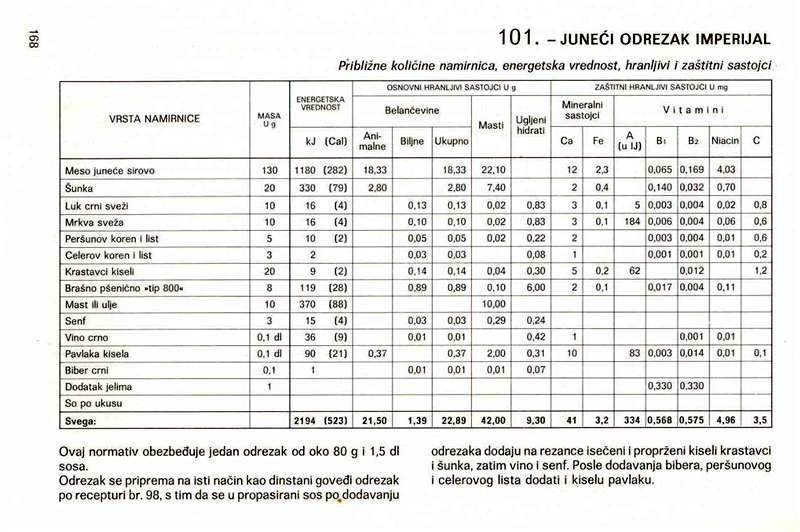 168
101. – JUNEĆI ODREZAK IMPERIJAL
Približne količine namirnica, energetska vrednost, hranljivi i zaštitni sastojci
VRSTA NAMIRNICE MASA U g ENERGETSKA VREDNOST OSNOVNI HRANLJIVI SASTOJCI U g ZAŠTITNI HRANLJIVI SASTOJCI U mg
Belančevine Masti Ugljeni hidrati Mineralni sastojci Vitamini
kJ (Cal) Ani-malne Biljne Ukupno Ca Fe A (u IJ) B1 B2 Niacin C
Meso juneće sirovo 130 1180 (282) 18,33 18,33 22,10 12 2,3 0,065 0,169 4,03
Šunka 20 330 (79) 2,80 2,80 7,40 2 0,4 0,140 0,032 0,70
Luk crni sveži 10 16 (4) 0,13 0,13 0,02 0,83 3 0,1 5 0,003 0,004 0,02 0,8
Mrkva sveža 10 16 (4) 0,10 0,10 0,02 0,83 3 0,1 184 0,006 0,004 0,06 0,6
Peršunov koren i list 5 10 (2) 0,05 0,05 0,02 0,22 2 0,003 0,004 0,01 0,6
Celerov koren i list 3 2 0,03 0,03 0,08 1 0,001 0,001 0,01 0,2
Krastavci kiseli 20 9 (2) 0,14 0,14 0,04 0,30 5 0,2 62 0,012 1,2
Brašno pšenično »tip 800« 8 119 (28) 0,89 0,89 0,10 6,00 2 0,1 0,017 0.004 0,11
Mast ili ulje 10 370 (88) 10,00
Senf 3 15 (4) 0,03 0,03 0,29 0,24
Vino crno 0,1 dl 36 (9) 0,01 0,01 0,42 1 0,001 0,01
Pavlaka kisela 0,1 dl 90 (21) 0,37 0,37 2,00 0,31 10 83 0,003 0,014 0,01 0,1
Biber crni 0,1 1 0,01 0,01 0,01 0,07
Dodatak jelima 1 0,330 0,330
So po ukusu
Svega: 2194 (523) 21,50 1,39 22,89 42,00 9,30 41 3,2 334 0,568 0,575 4,96 3,5
Ovaj normativ obezbeđuje jedan odrezak od oko 80 g i 1,5 dl
sosa.
Odrezak se priprema na isti način kao dinstani goveđi odrezak
po recepturi br. 98, s tim da se u propasirani sos po dodavanju
odrezaka dodaju na rezance isečeni i proprženi kiseli krastavci
i šunka, zatim vino i senf. Posle dodavanja bibera, peršunovog
i celerovog lista dodati i kiselu pavlaku.